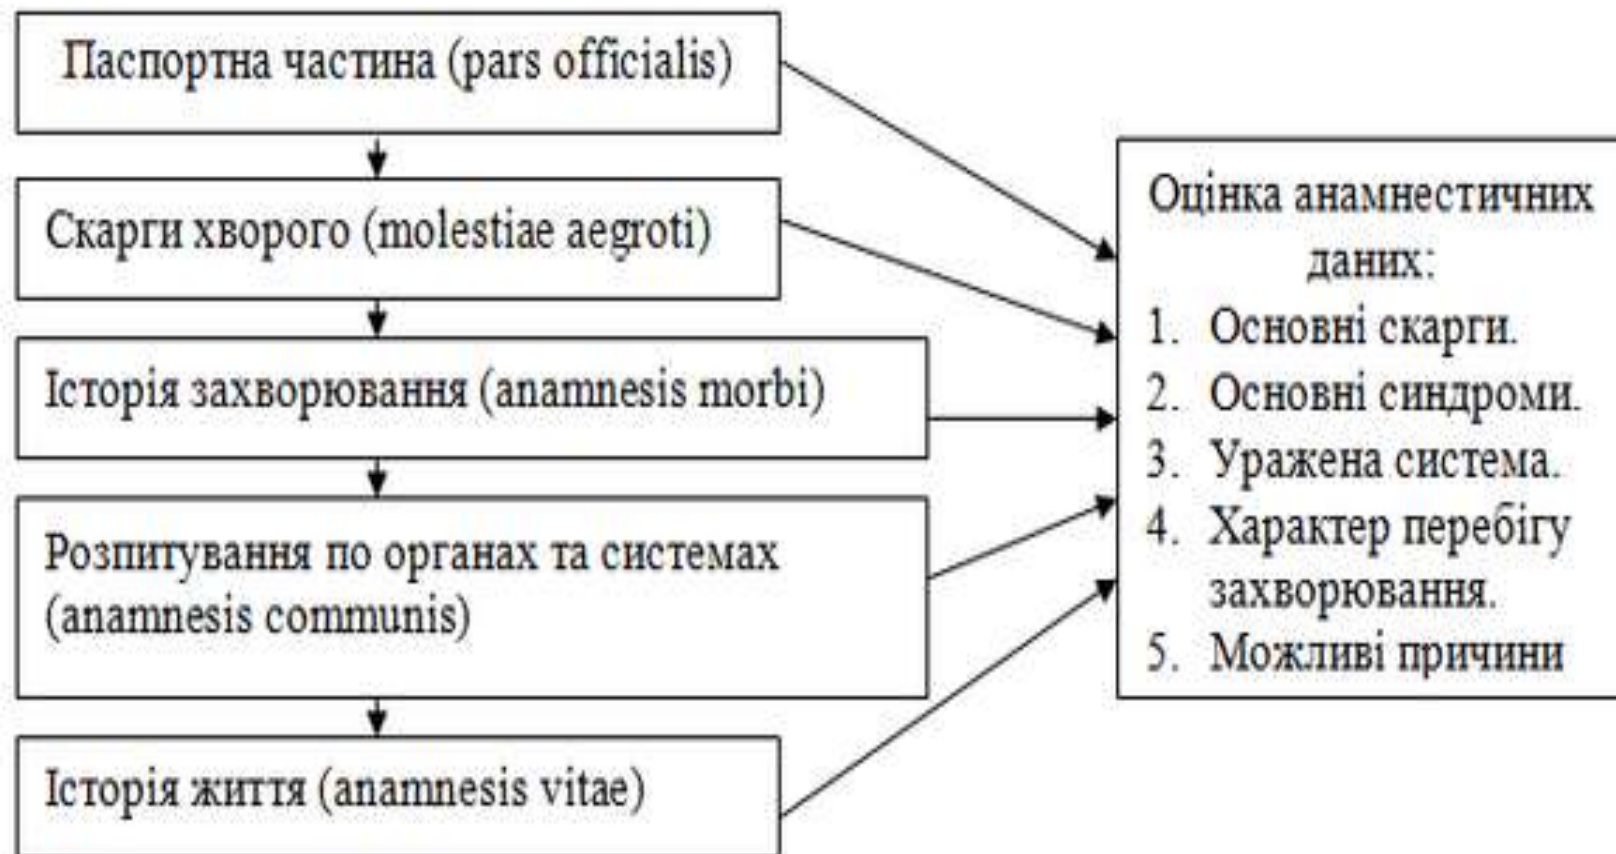 Паспортна частина (pars officialis)
Скарги хворого (molestiae aegroti)
Історія захворювання (anamnesis morbi)
Розпитування по органах та системах
(anamnesis communis)
Історія життя (anamnesis vitae)
Оцінка анамнестичних
даних:
1. Основні скарги.
2. Основні синдроми.
3. Уражена система.
4. Характер перебігу
захворювання.
5. Можливі причини